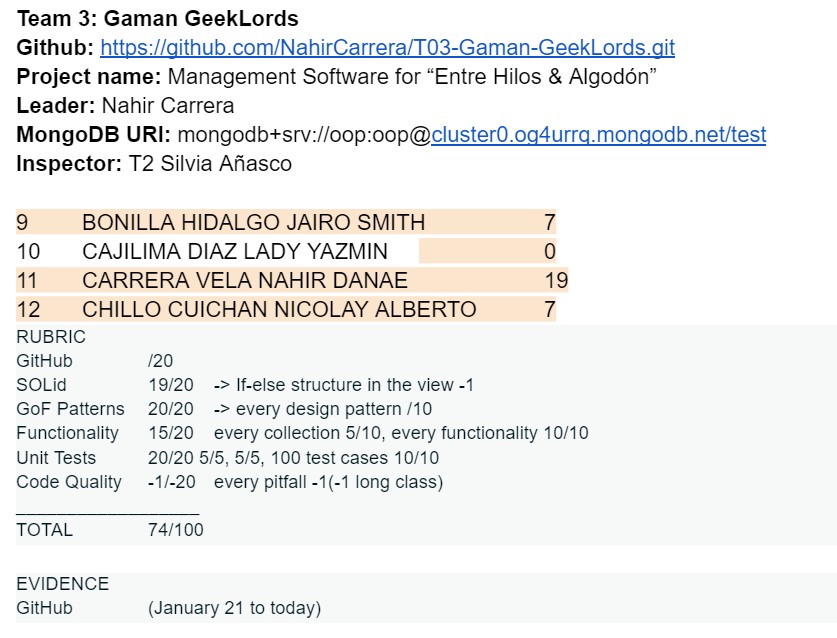 Team 3: Gaman GeekLords
Github: https://github.com/NahirCarrera/T03-Gaman-GeekLords.git
Project name: Management Software for “Entre Hilos & Algodón”
Leader: Nahir Carrera
MongoDB URI: mongodb+srv://oop:oop@cluster0.og4urrq.mongodb.net/test
Inspector: T2 Silvia Añasco
9 BONILLA HIDALGO JAIRO SMITH 7
10 CAJILIMA DIAZ LADY YAZMIN 0
11 CARRERA VELA NAHIR DANAE 19
12 CHILLO CUICHAN NICOLAY ALBERTO 7
RUBRIC
GitHub /20
SOLid 19/20 -> If-else structure in the view -1
GoF Patterns 20/20 -> every design pattern /10
Functionality 15/20 every collection 5/10, every functionality 10/10
Unit Tests 20/20 5/5, 5/5, 100 test cases 10/10
Code Quality -1/-20 every pitfall -1(-1 long class)
___________________
TOTAL 74/100
EVIDENCE
GitHub (January 21 to today)